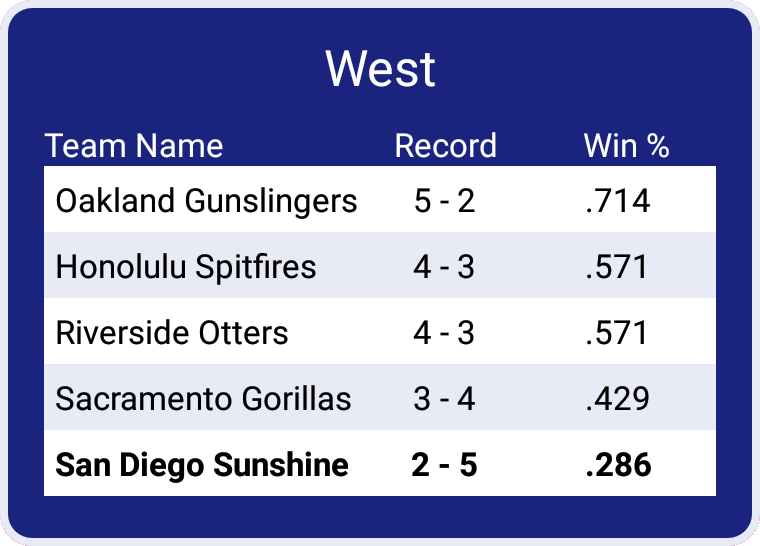 West
Team Name Record Win %
Oakland Gunslingers 5 - 2 .714
Honolulu Spitfires 4 - 3 .571
Riverside Otters 4 - 3 .571
Sacramento Gorillas 3 - 4 .429
San Diego Sunshine 2 - 5 .286